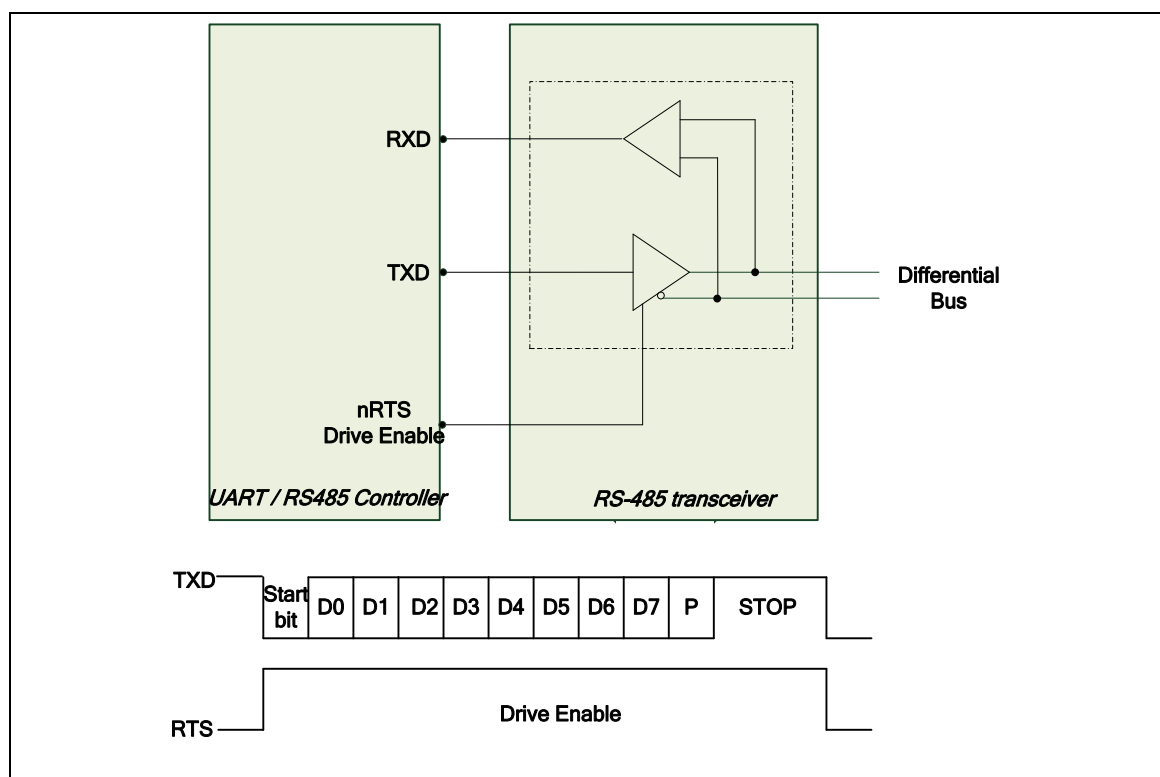 RXD
TXD
Differential
Bus
nRTS
Drive Enable
UART / RS485 Controller
RS-485 transceiver
TXD
Start
bit
D0 D1 D2 D3 D4 D5 D6 D7 P STOP
RTS
Drive Enable